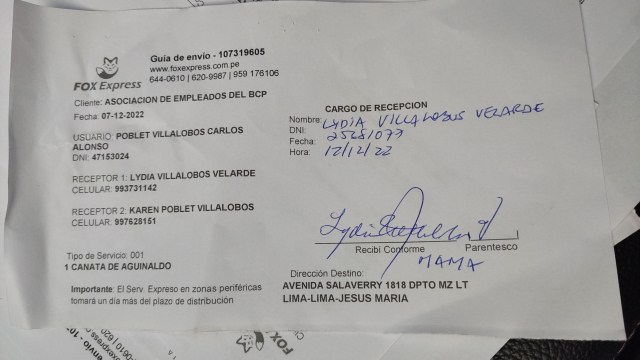 FOX Express
Guía de envío - 107319605
www.foxexpress.com.pe
644-0610 | 620-9987 | 959 176106
Cliente: ASOCIACION DE EMPLEADOS DEL BCP
Fecha: 07-12-2022
USUARIO: POBLET VILLALOBOS CARLOS
ALONSO
DNI: 47153024
RECEPTOR 1: LYDIA VILLALOBOS VELARDE
CELULAR: 993731142
RECEPTOR 2: KAREN POBLET VILLALOBOS
CELULAR: 997628151
Tipo de Servicio: 001
1 CANATA DE AGUINALDO
Importante: El Serv. Expreso en zonas periféricas
tomará un día más del plazo de distribución
CARGO DE RECEPCION
Nombre: LYDIA VILLALOBOS VELARDE
DNI: 25681077
Fecha: 12/12/22
Hora:
Recibí Conforme Parentesco
MAMA
Dirección Destino:
AVENIDA SALAVERRY 1818 DPTO MZ LT
LIMA-LIMA-JESUS MARIA
FOX Express